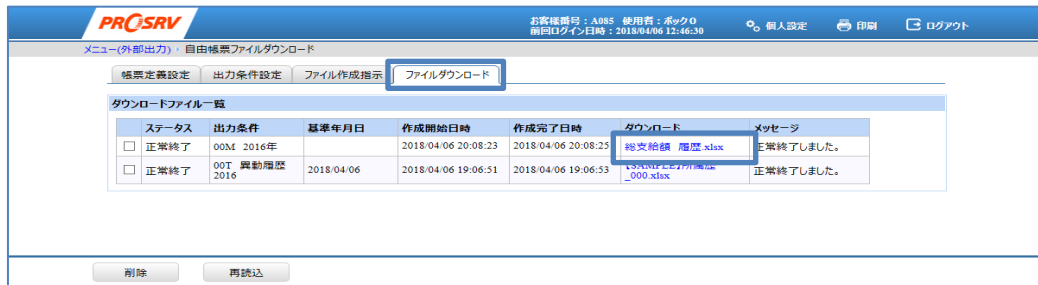 PROSRV
お客様番号：A085 使用者：ボック０
前回ログイン日時：2018/04/06 12:46:30
個人設定 印刷 ログアウト
メニュー(外部出力)・自由帳票ファイルダウンロード
帳票定義設定 出力条件設定 ファイル作成指示 ファイルダウンロード
ダウンロードファイル一覧
ステータス 出力条件 基準年月日 作成開始日時 作成完了日時 ダウンロード メッセージ
正常終了 00M 2016年 2018/04/06 20:08:23 2018/04/06 20:08:25 総支給額 履歴.xlsx 正常終了しました。
正常終了 00T 異動履歴 2016 2018/04/06 2018/04/06 19:06:51 2018/04/06 19:06:53 _000.xlsx 正常終了しました。
削除 再読込